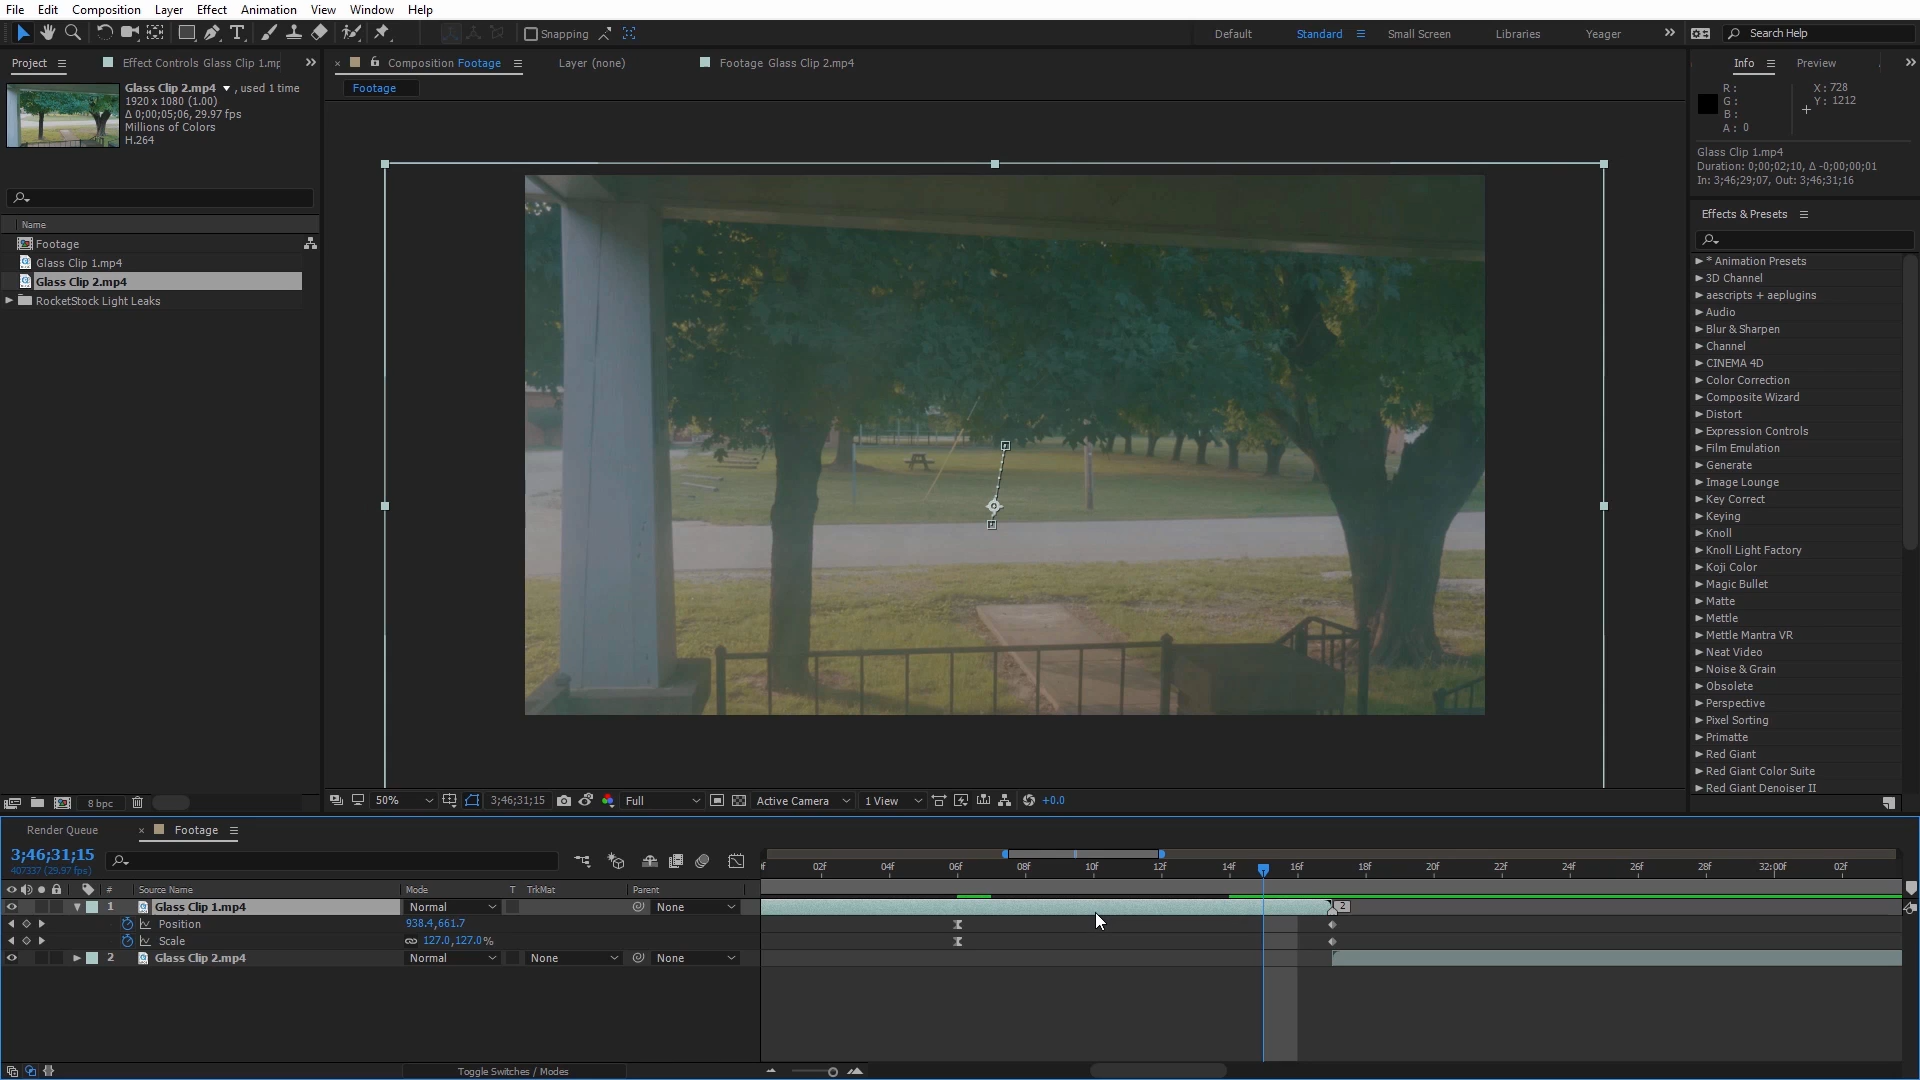 File Edit Composition Layer Effect Animation View Window Help
Snapping
Default Standard Small Screen Libraries Yeager Search Help
Project Effect Controls Glass Clip 1.mp
Composition Footage Layer (none) Footage Glass Clip 2.mp4
Info Preview
Footage
Glass Clip 2.mp4 , used 1 time
1920 x 1080 (1.00)
Δ 0;00;05;06, 29.97 fps
Millions of Colors
H.264
R :
G :
B :
A : 0
X : 728
Y : 1212
Glass Clip 1.mp4
Duration: 0;00;02;10, Δ -0;00;00;01
In: 3;46;29;07, Out: 3;46;31;16
Name
Footage
Glass Clip 1.mp4
Glass Clip 2.mp4
RocketStock Light Leaks
Effects & Presets
* Animation Presets
3D Channel
aescripts + aeplugins
Audio
Blur & Sharpen
Channel
CINEMA 4D
Color Correction
Composite Wizard
Distort
Expression Controls
Film Emulation
Generate
Image Lounge
Key Correct
Keying
Knoll
Knoll Light Factory
Koji Color
Magic Bullet
Matte
Mettle
Mettle Mantra VR
Neat Video
Noise & Grain
Obsolete
Perspective
Pixel Sorting
Primatte
Red Giant
Red Giant Color Suite
Red Giant Denoiser II
8 bpc
50% 3;46;31;15 Full Active Camera 1 View +0.0
Render Queue Footage
3;46;31;15
407337 (29.97 fps)
02f 04f 06f 08f 10f 12f 14f 16f 18f 20f 22f 24f 26f 28f 32:00f 02f
# Source Name Mode T TrkMat Parent
1 Glass Clip 1.mp4 Normal None 2
Position 938.4,661.7
Scale 127.0,127.0%
2 Glass Clip 2.mp4 Normal None None
Toggle Switches / Modes